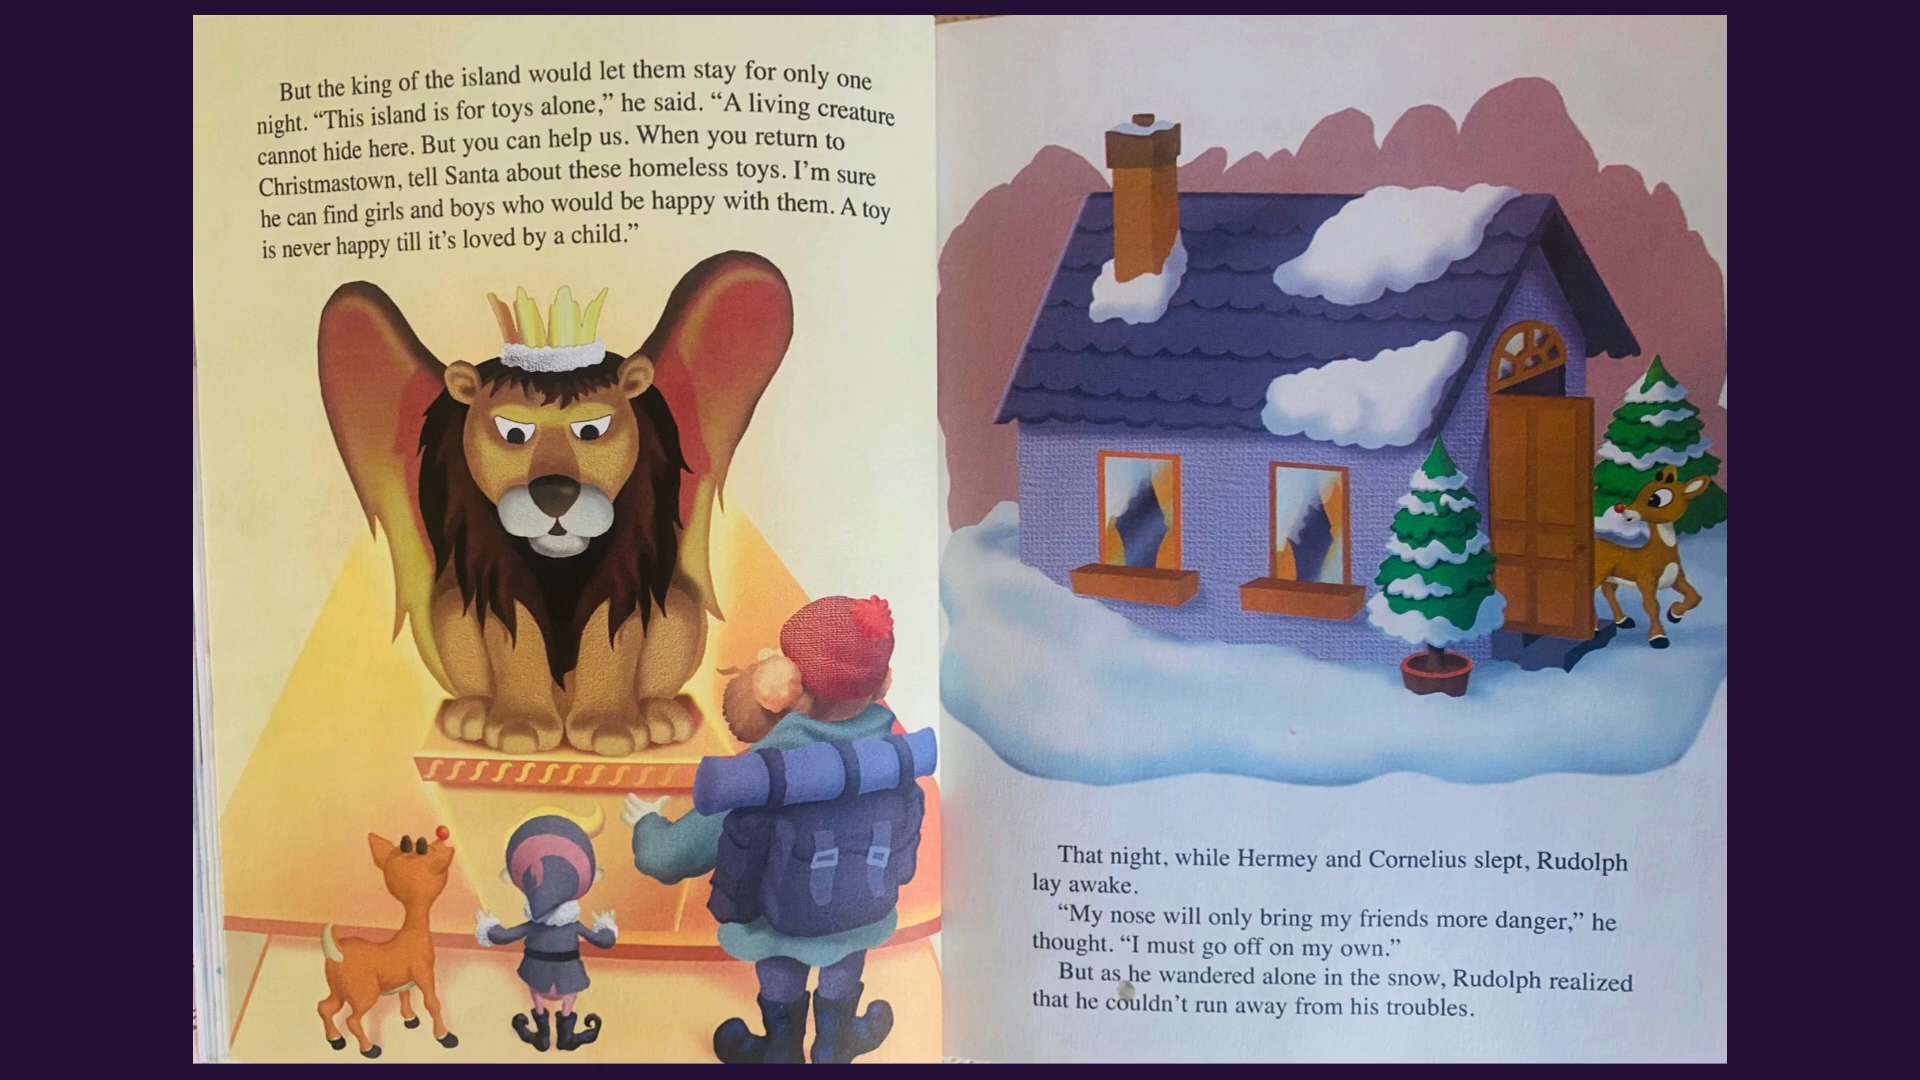 But the king of the island would let them stay for only one
night. “This island is for toys alone,” he said. “A living creature
cannot hide here. But you can help us. When you return to
Christmastown, tell Santa about these homeless toys. I’m sure
he can find girls and boys who would be happy with them. A toy
is never happy till it’s loved by a child.”
That night, while Hermey and Cornelius slept, Rudolph
lay awake.
“My nose will only bring my friends more danger,” he
thought. “I must go off on my own.”
But as he wandered alone in the snow, Rudolph realized
that he couldn’t run away from his troubles.